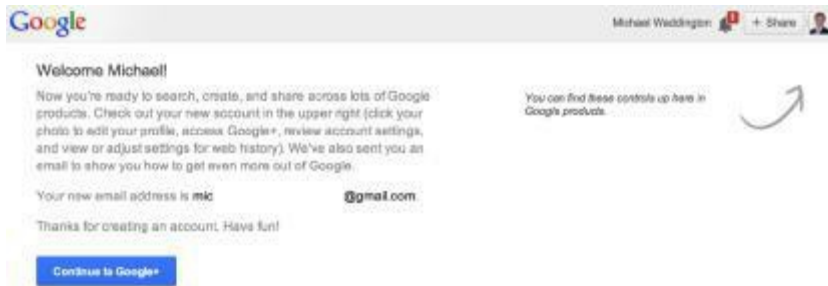 Google
Michael Weddington
+ Share
Welcome Michael!
Now you're ready to search, create, and share across lots of Google
products. Check out your new account in the upper right (click your
photo to edit your profile, access Google+, review account settings,
and view or adjust settings for web history). We've also sent you an
email to show you how to get even more out of Google.
You can find these controls up here in
Google products.
Your new email address is mic @gmail.com
Thanks for creating an account. Have fun!
Continue to Google+